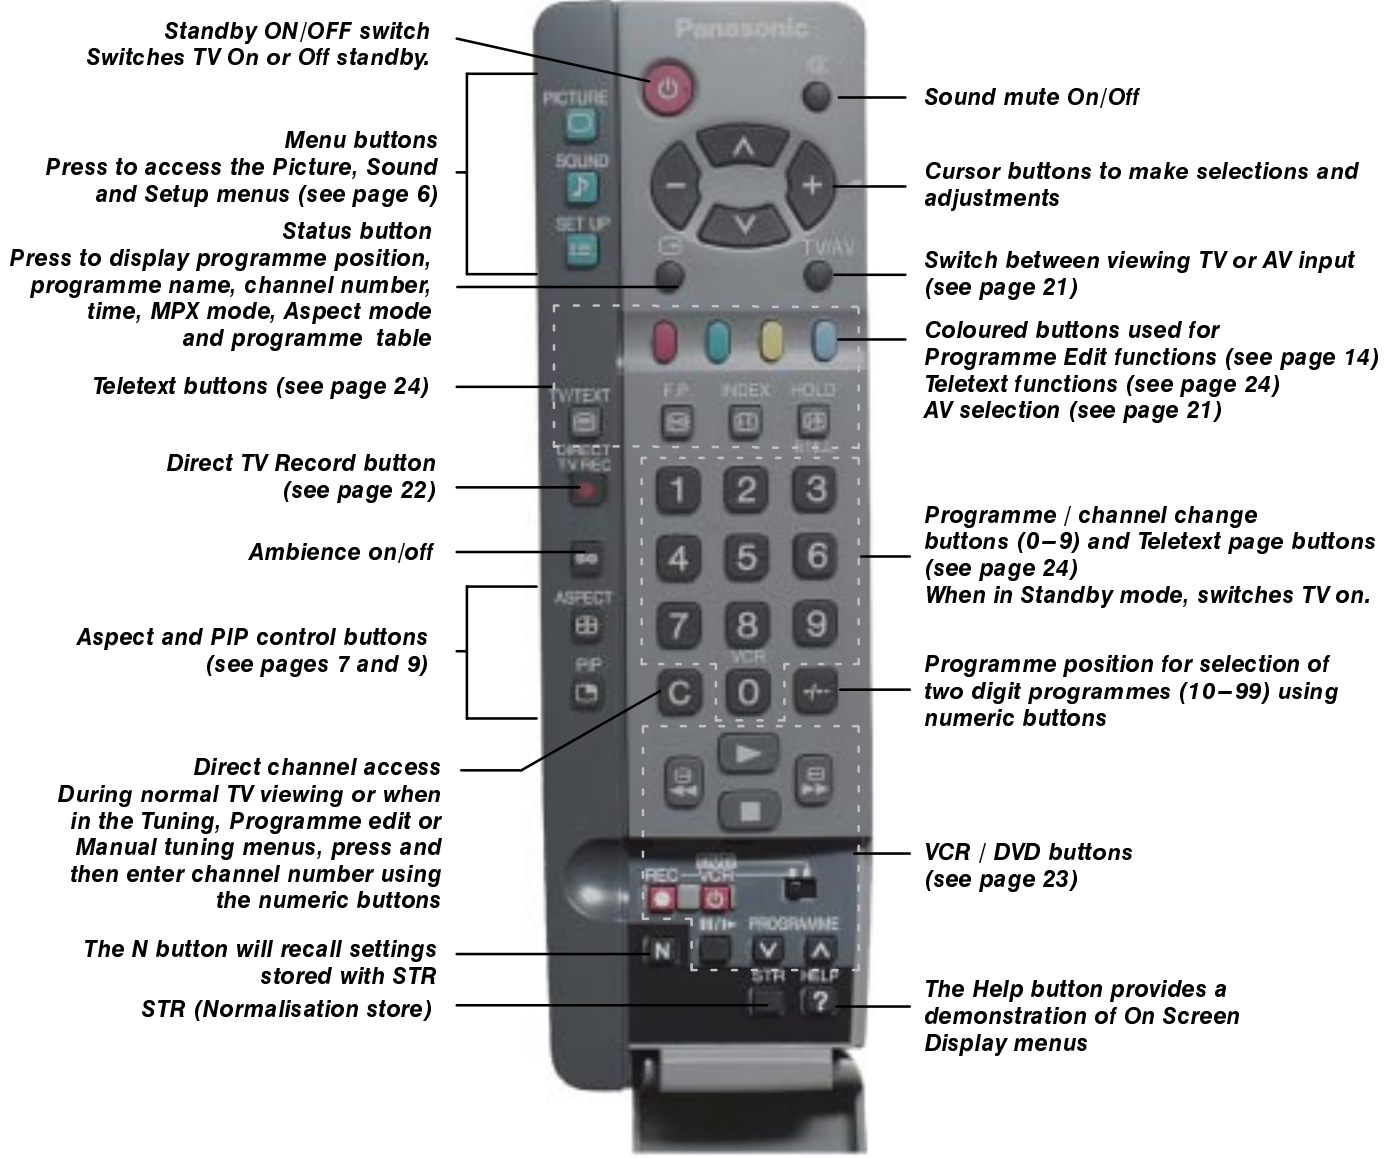 Standby ON/OFF switch
Switches TV On or Off standby.
Menu buttons
Press to access the Picture, Sound
and Setup menus (see page 6)
Status button
Press to display programme position,
programme name, channel number,
time, MPX mode, Aspect mode
and programme table
Teletext buttons (see page 24)
Direct TV Record button
(see page 22)
Ambience on/off
Aspect and PIP control buttons
(see pages 7 and 9)
Direct channel access
During normal TV viewing or when
in the Tuning, Programme edit or
Manual tuning menus, press and
then enter channel number using
the numeric buttons
The N button will recall settings
stored with STR
STR (Normalisation store)
Panasonic
PICTURE
SOUND
SET UP
TV/AV
TV/TEXT
F.P.
INDEX
HOLD
DIRECT
TV REC
1 2 3
4 5 6
ASPECT
7 8 9
VCR
PIP
C 0 -/--
REC
VCR
PROGRAMME
N
STR
HELP
?
Sound mute On/Off
Cursor buttons to make selections and
adjustments
Switch between viewing TV or AV input
(see page 21)
Coloured buttons used for
Programme Edit functions (see page 14)
Teletext functions (see page 24)
AV selection (see page 21)
Programme / channel change
buttons (0–9) and Teletext page buttons
(see page 24)
When in Standby mode, switches TV on.
Programme position for selection of
two digit programmes (10–99) using
numeric buttons
VCR / DVD buttons
(see page 23)
The Help button provides a
demonstration of On Screen
Display menus